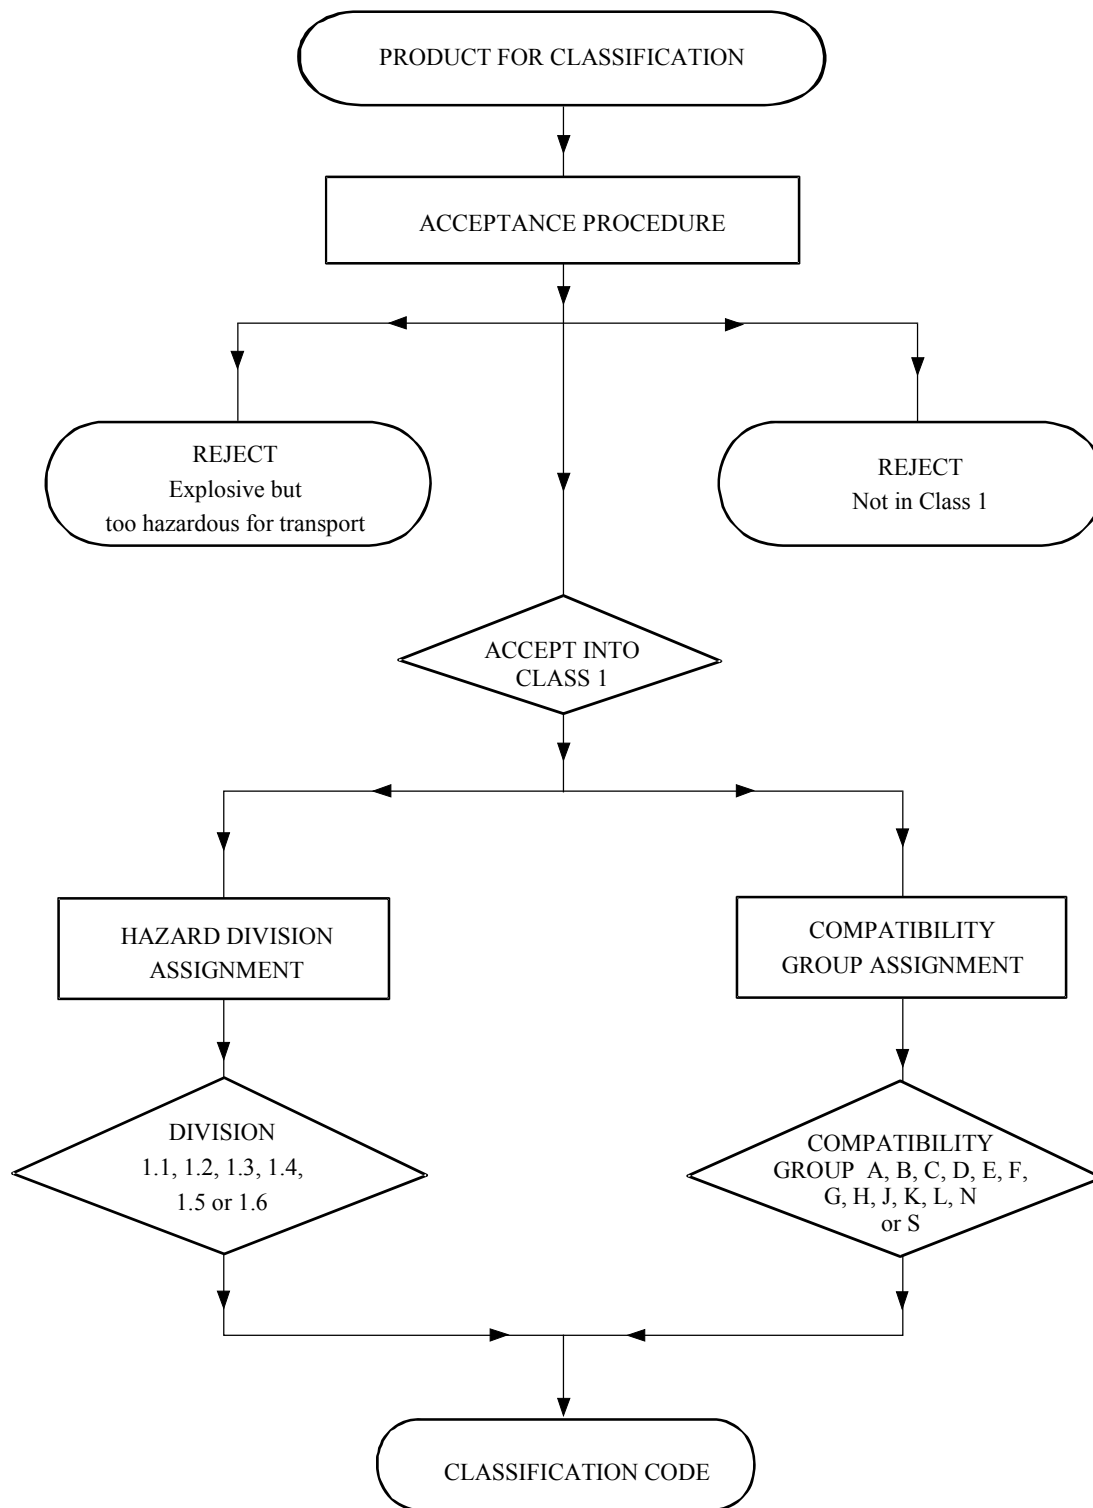 PRODUCT FOR CLASSIFICATION
ACCEPTANCE PROCEDURE
REJECT
Explosive but
too hazardous for transport
REJECT
Not in Class 1
ACCEPT INTO
CLASS 1
HAZARD DIVISION
ASSIGNMENT
COMPATIBILITY
GROUP ASSIGNMENT
DIVISION
1.1, 1.2, 1.3, 1.4,
1.5 or 1.6
COMPATIBILITY
GROUP A, B, C, D, E, F,
G, H, J, K, L, N
or S
CLASSIFICATION CODE